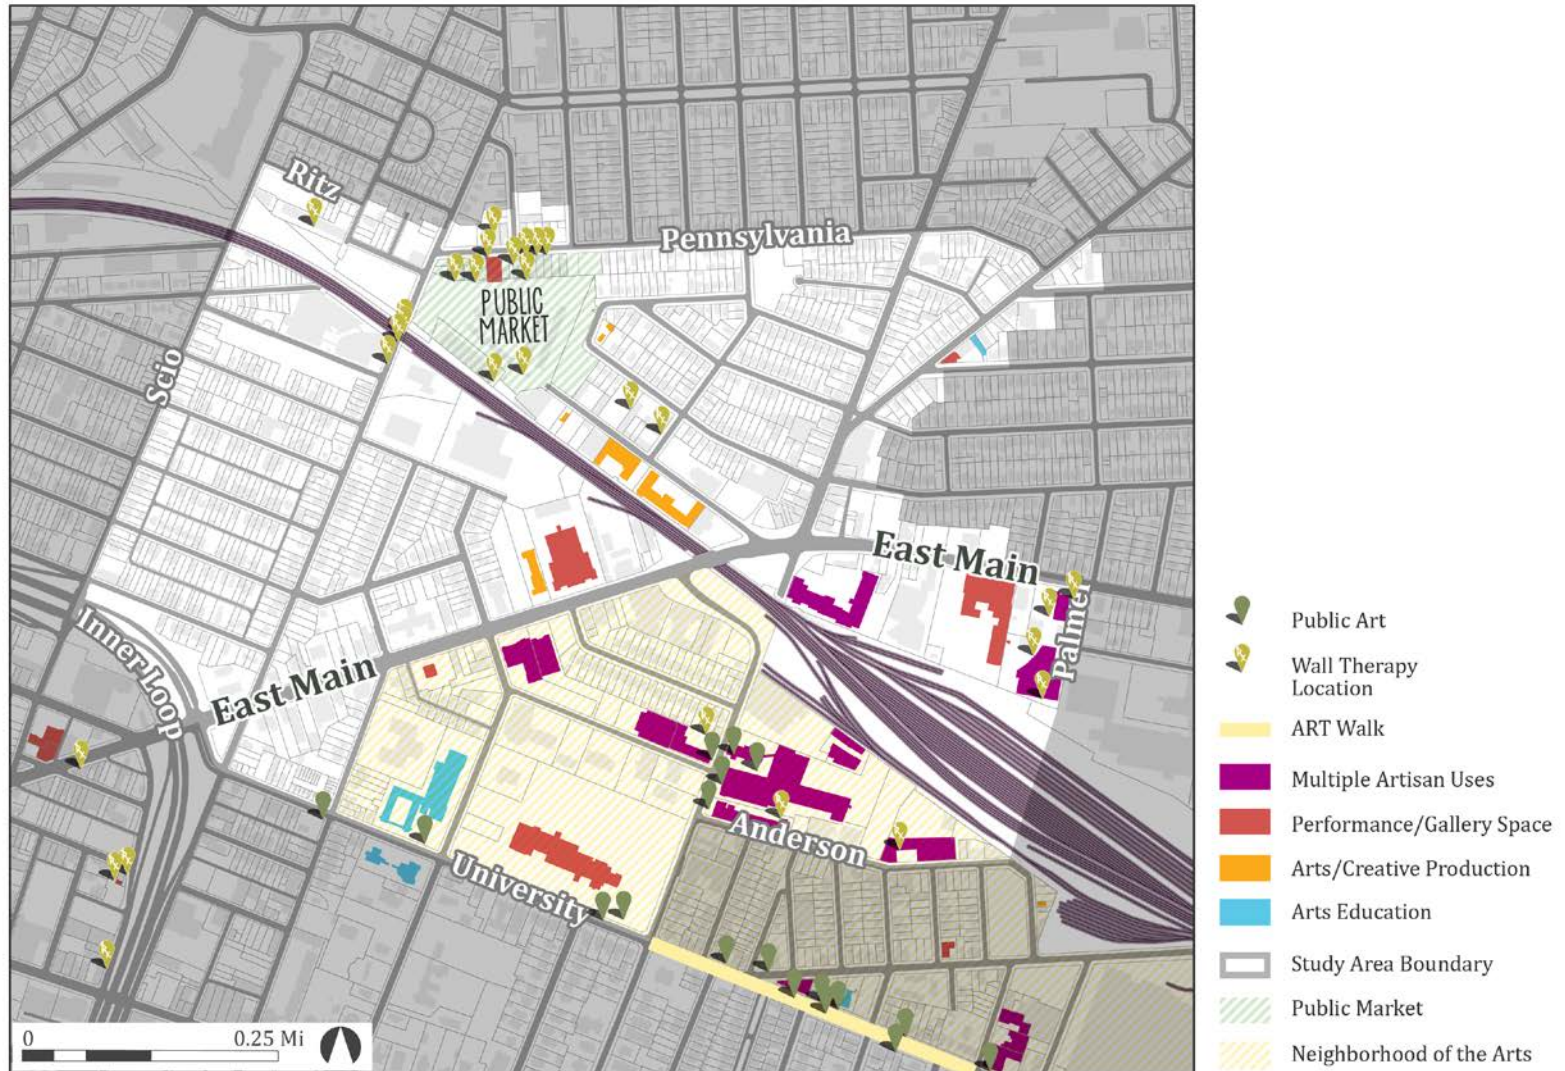 Ritz
Pennsylvania
PUBLIC
MARKET
Scio
East Main
Palmer
Inner Loop
East Main
Anderson
University
0 0.25 Mi
Public Art
Wall Therapy
Location
ART Walk
Multiple Artisan Uses
Performance/Gallery Space
Arts/Creative Production
Arts Education
Study Area Boundary
Public Market
Neighborhood of the Arts